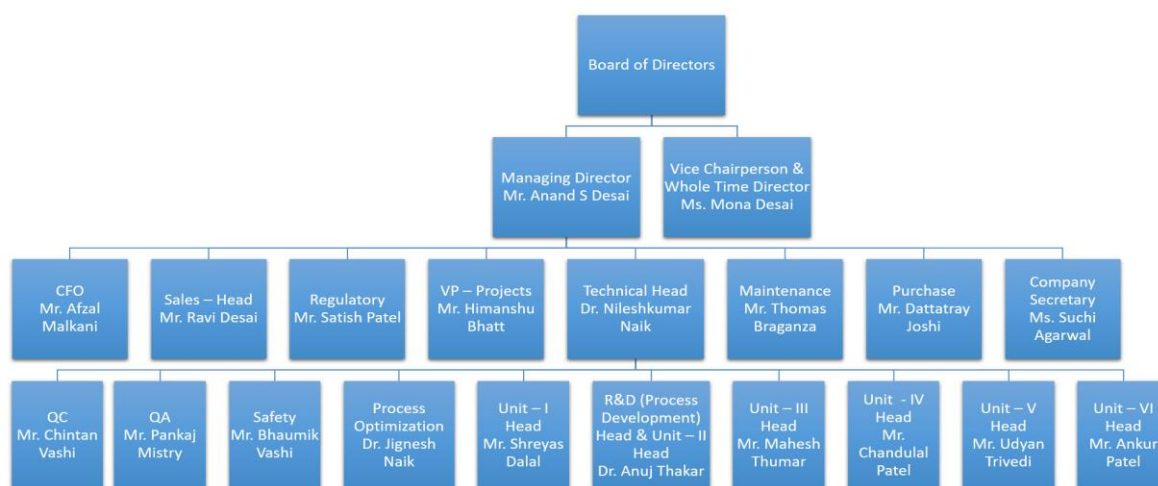 Board of Directors
Managing Director
Mr. Anand S Desai
Vice Chairperson &
Whole Time Director
Ms. Mona Desai
CFO
Mr. Afzal
Malkani
Sales – Head
Mr. Ravi Desai
Regulatory
Mr. Satish Patel
VP – Projects
Mr. Himanshu
Bhatt
Technical Head
Dr. Nileshkumar
Naik
Maintenance
Mr. Thomas
Braganza
Purchase
Mr. Dattatray
Joshi
Company
Secretary
Ms. Suchi
Agarwal
QC
Mr. Chintan
Vashi
QA
Mr. Pankaj
Mistry
Safety
Mr. Bhaumik
Vashi
Process
Optimization
Dr. Jignesh
Naik
Unit – I
Head
Mr. Shreyas
Dalal
R&D (Process
Development)
Head & Unit – II
Head
Dr. Anuj Thakar
Unit – III
Head
Mr. Mahesh
Thumar
Unit - IV
Head
Mr.
Chandulal
Patel
Unit – V
Head
Mr. Udyan
Trivedi
Unit – VI
Head
Mr. Ankur
Patel